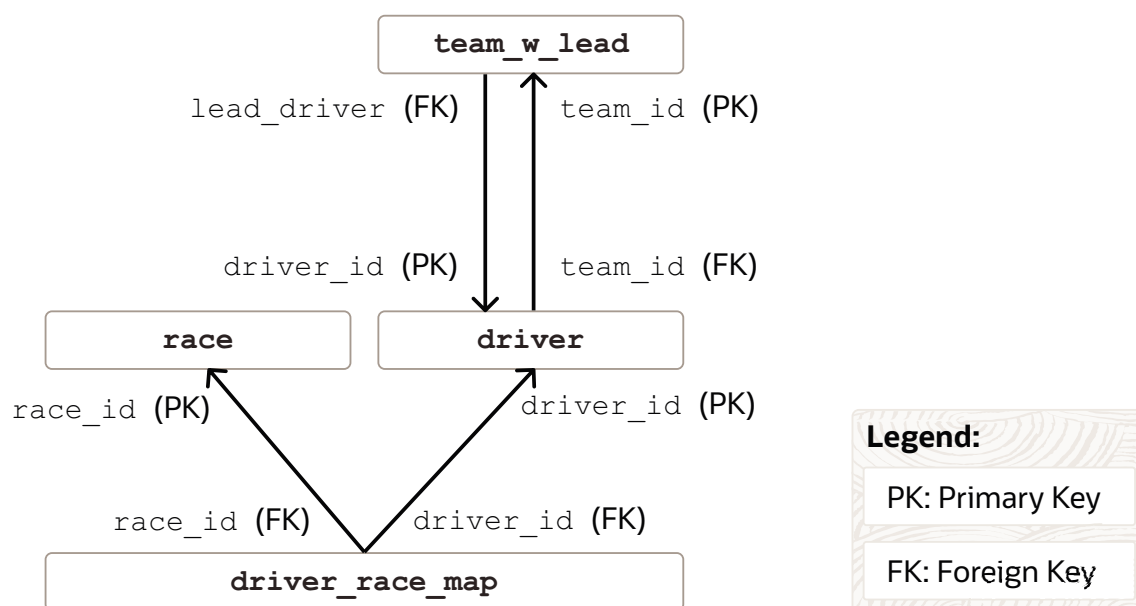 team_w_lead
lead_driver (FK)
team_id (PK)
driver_id (PK)
team_id (FK)
race
driver
race_id (PK)
driver_id (PK)
race_id (FK)
driver_id (FK)
driver_race_map
Legend:
PK: Primary Key
FK: Foreign Key